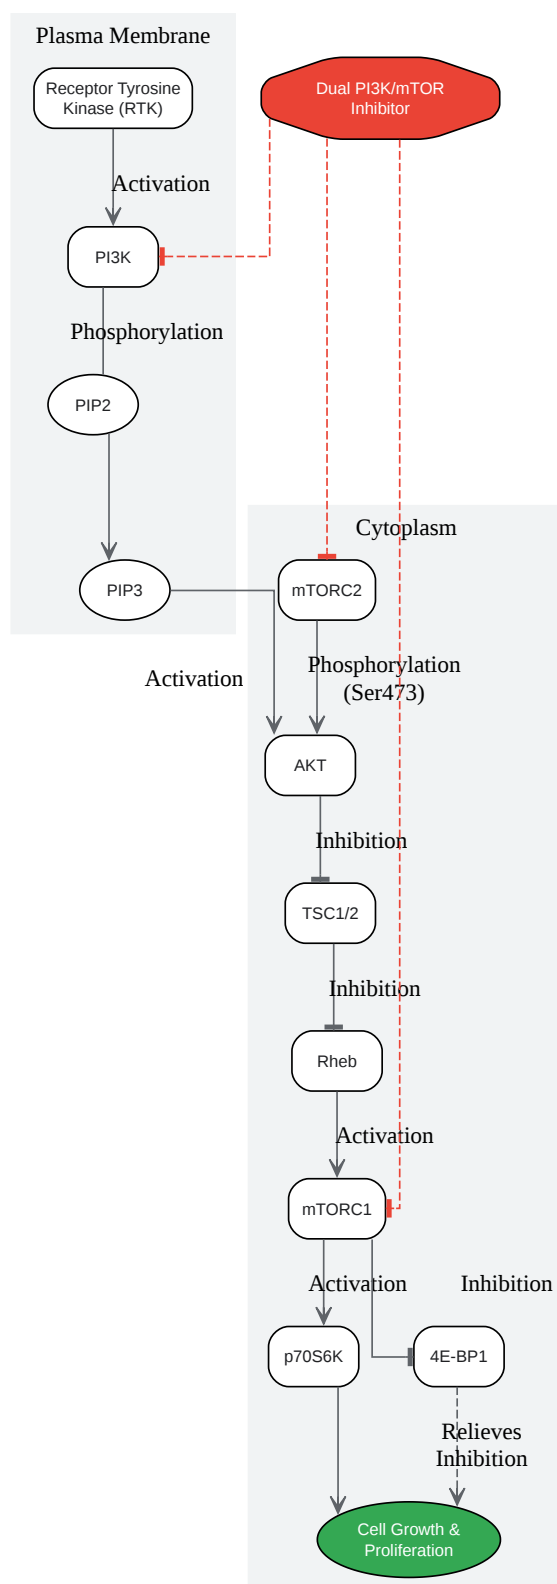 Plasma Membrane
Receptor Tyrosine
Kinase (RTK)
Dual PI3K/mTOR
Inhibitor
Activation
PI3K
Phosphorylation
PIP2
Cytoplasm
PIP3
mTORC2
Activation
Phosphorylation
(Ser473)
AKT
Inhibition
TSC1/2
Inhibition
Rheb
Activation
mTORC1
Activation
Inhibition
p70S6K
4E-BP1
Relieves
Inhibition
Cell Growth &
Proliferation